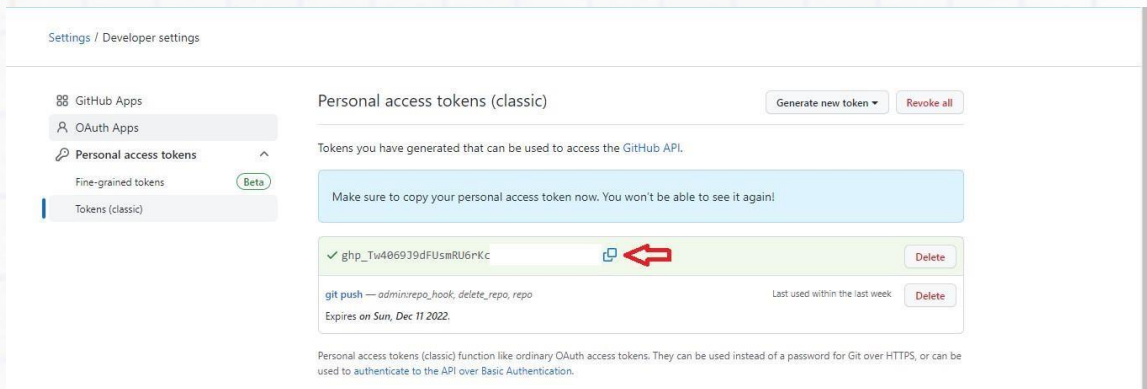 Settings / Developer settings
GitHub Apps
OAuth Apps
Personal access tokens
Fine-grained tokens Beta
Tokens (classic)
Personal access tokens (classic) Generate new token Revoke all
Tokens you have generated that can be used to access the GitHub API.
Make sure to copy your personal access token now. You won't be able to see it again!
ghp_Tw4069J9dFUsmRU6rKc Delete
git push — admin:repo_hook, delete_repo, repo Last used within the last week Delete
Expires on Sun, Dec 11 2022.
Personal access tokens (classic) function like ordinary OAuth access tokens. They can be used instead of a password for Git over HTTPS, or can be
used to authenticate to the API over Basic Authentication.